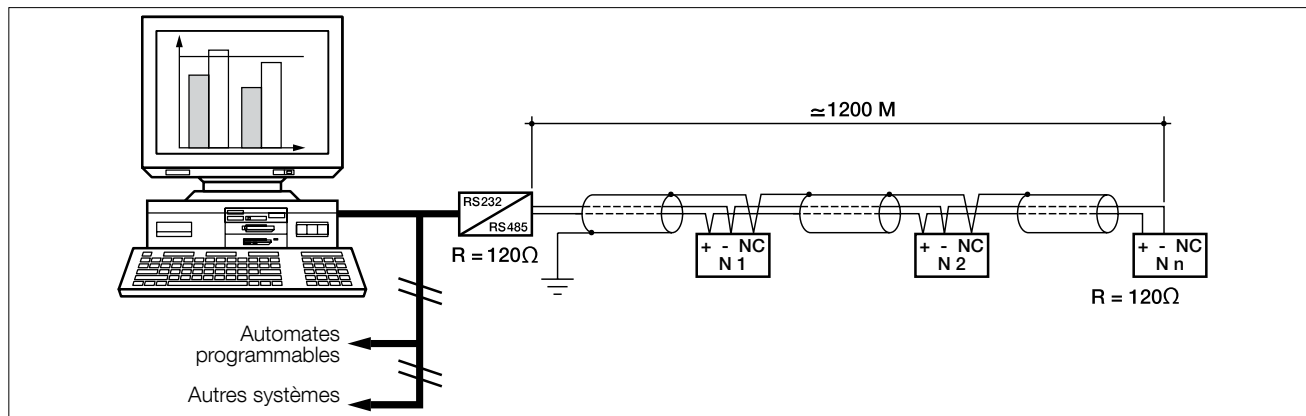 ≃1200 M
RS232
RS485
R = 120Ω
+ - NC
N 1
+ - NC
N 2
+ - NC
N n
R = 120Ω
Automates
programmables
Autres systèmes